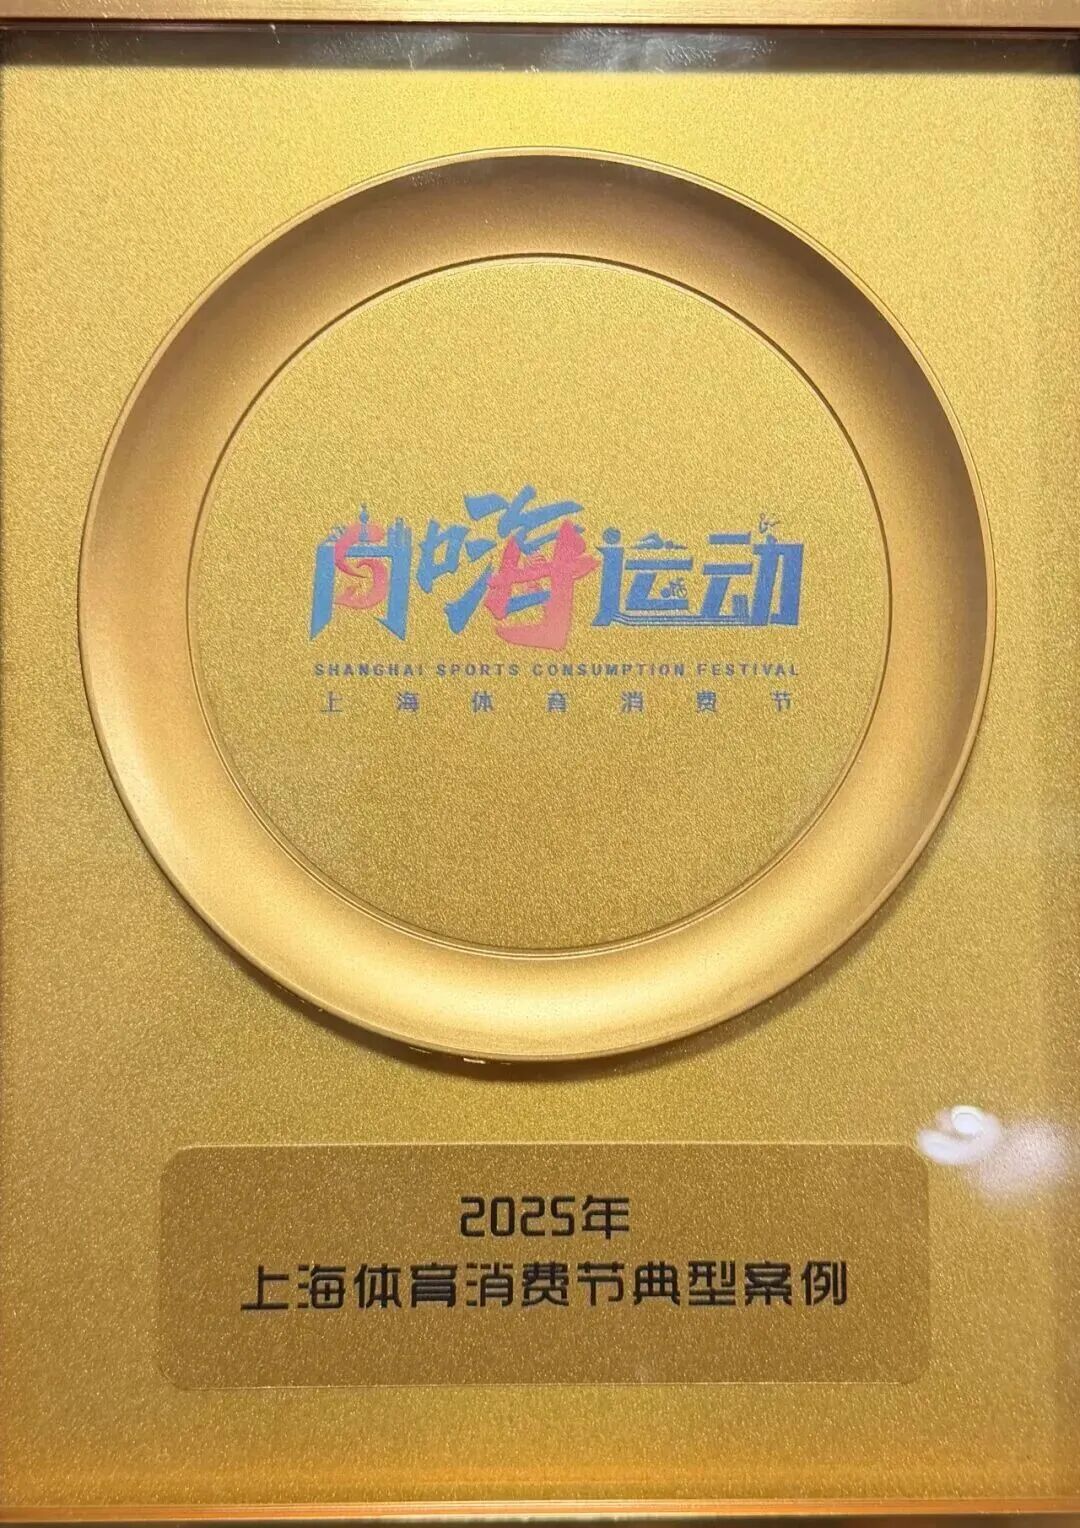 尚嗨运动
SHANGHAI SPORTS CONSUMPTION FESTIVAL
上海体育消费节
2025年
上海体育消费节典型案例